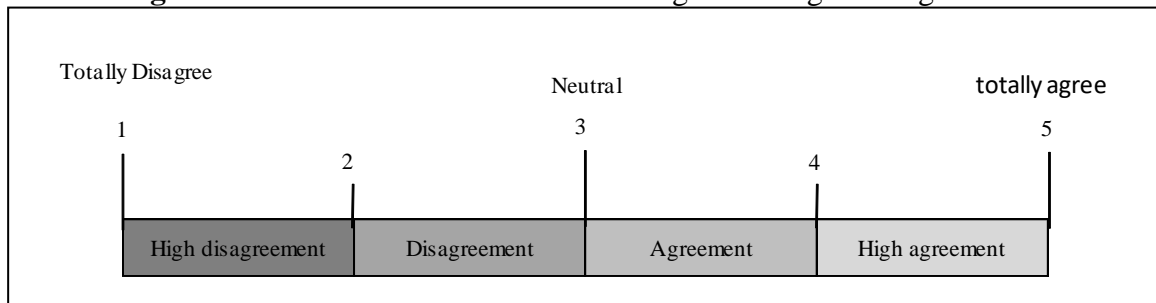 Totally Disagree
Neutral
totally agree
1
3
5
2
4
High disagreement
Disagreement
Agreement
High agreement